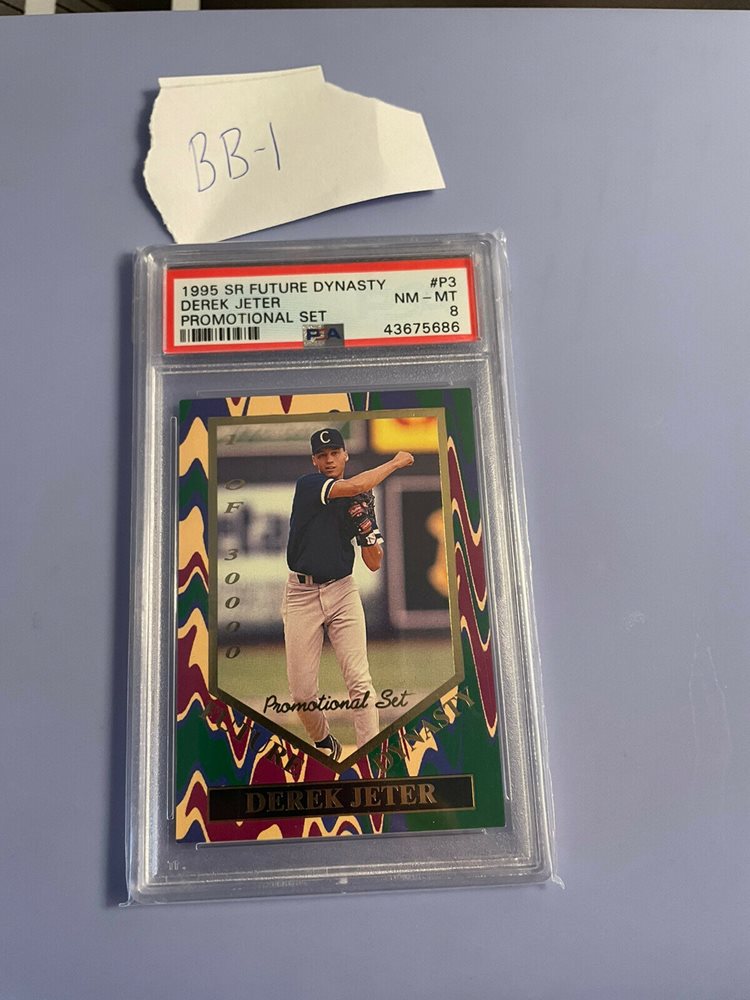 BB-1
1995 SR FUTURE DYNASTY #P3
DEREK JETER NM - MT
PROMOTIONAL SET 8
PSA 43675686
C
1 OF 30000
Promotional Set
FUTURE DYNASTY
DEREK JETER